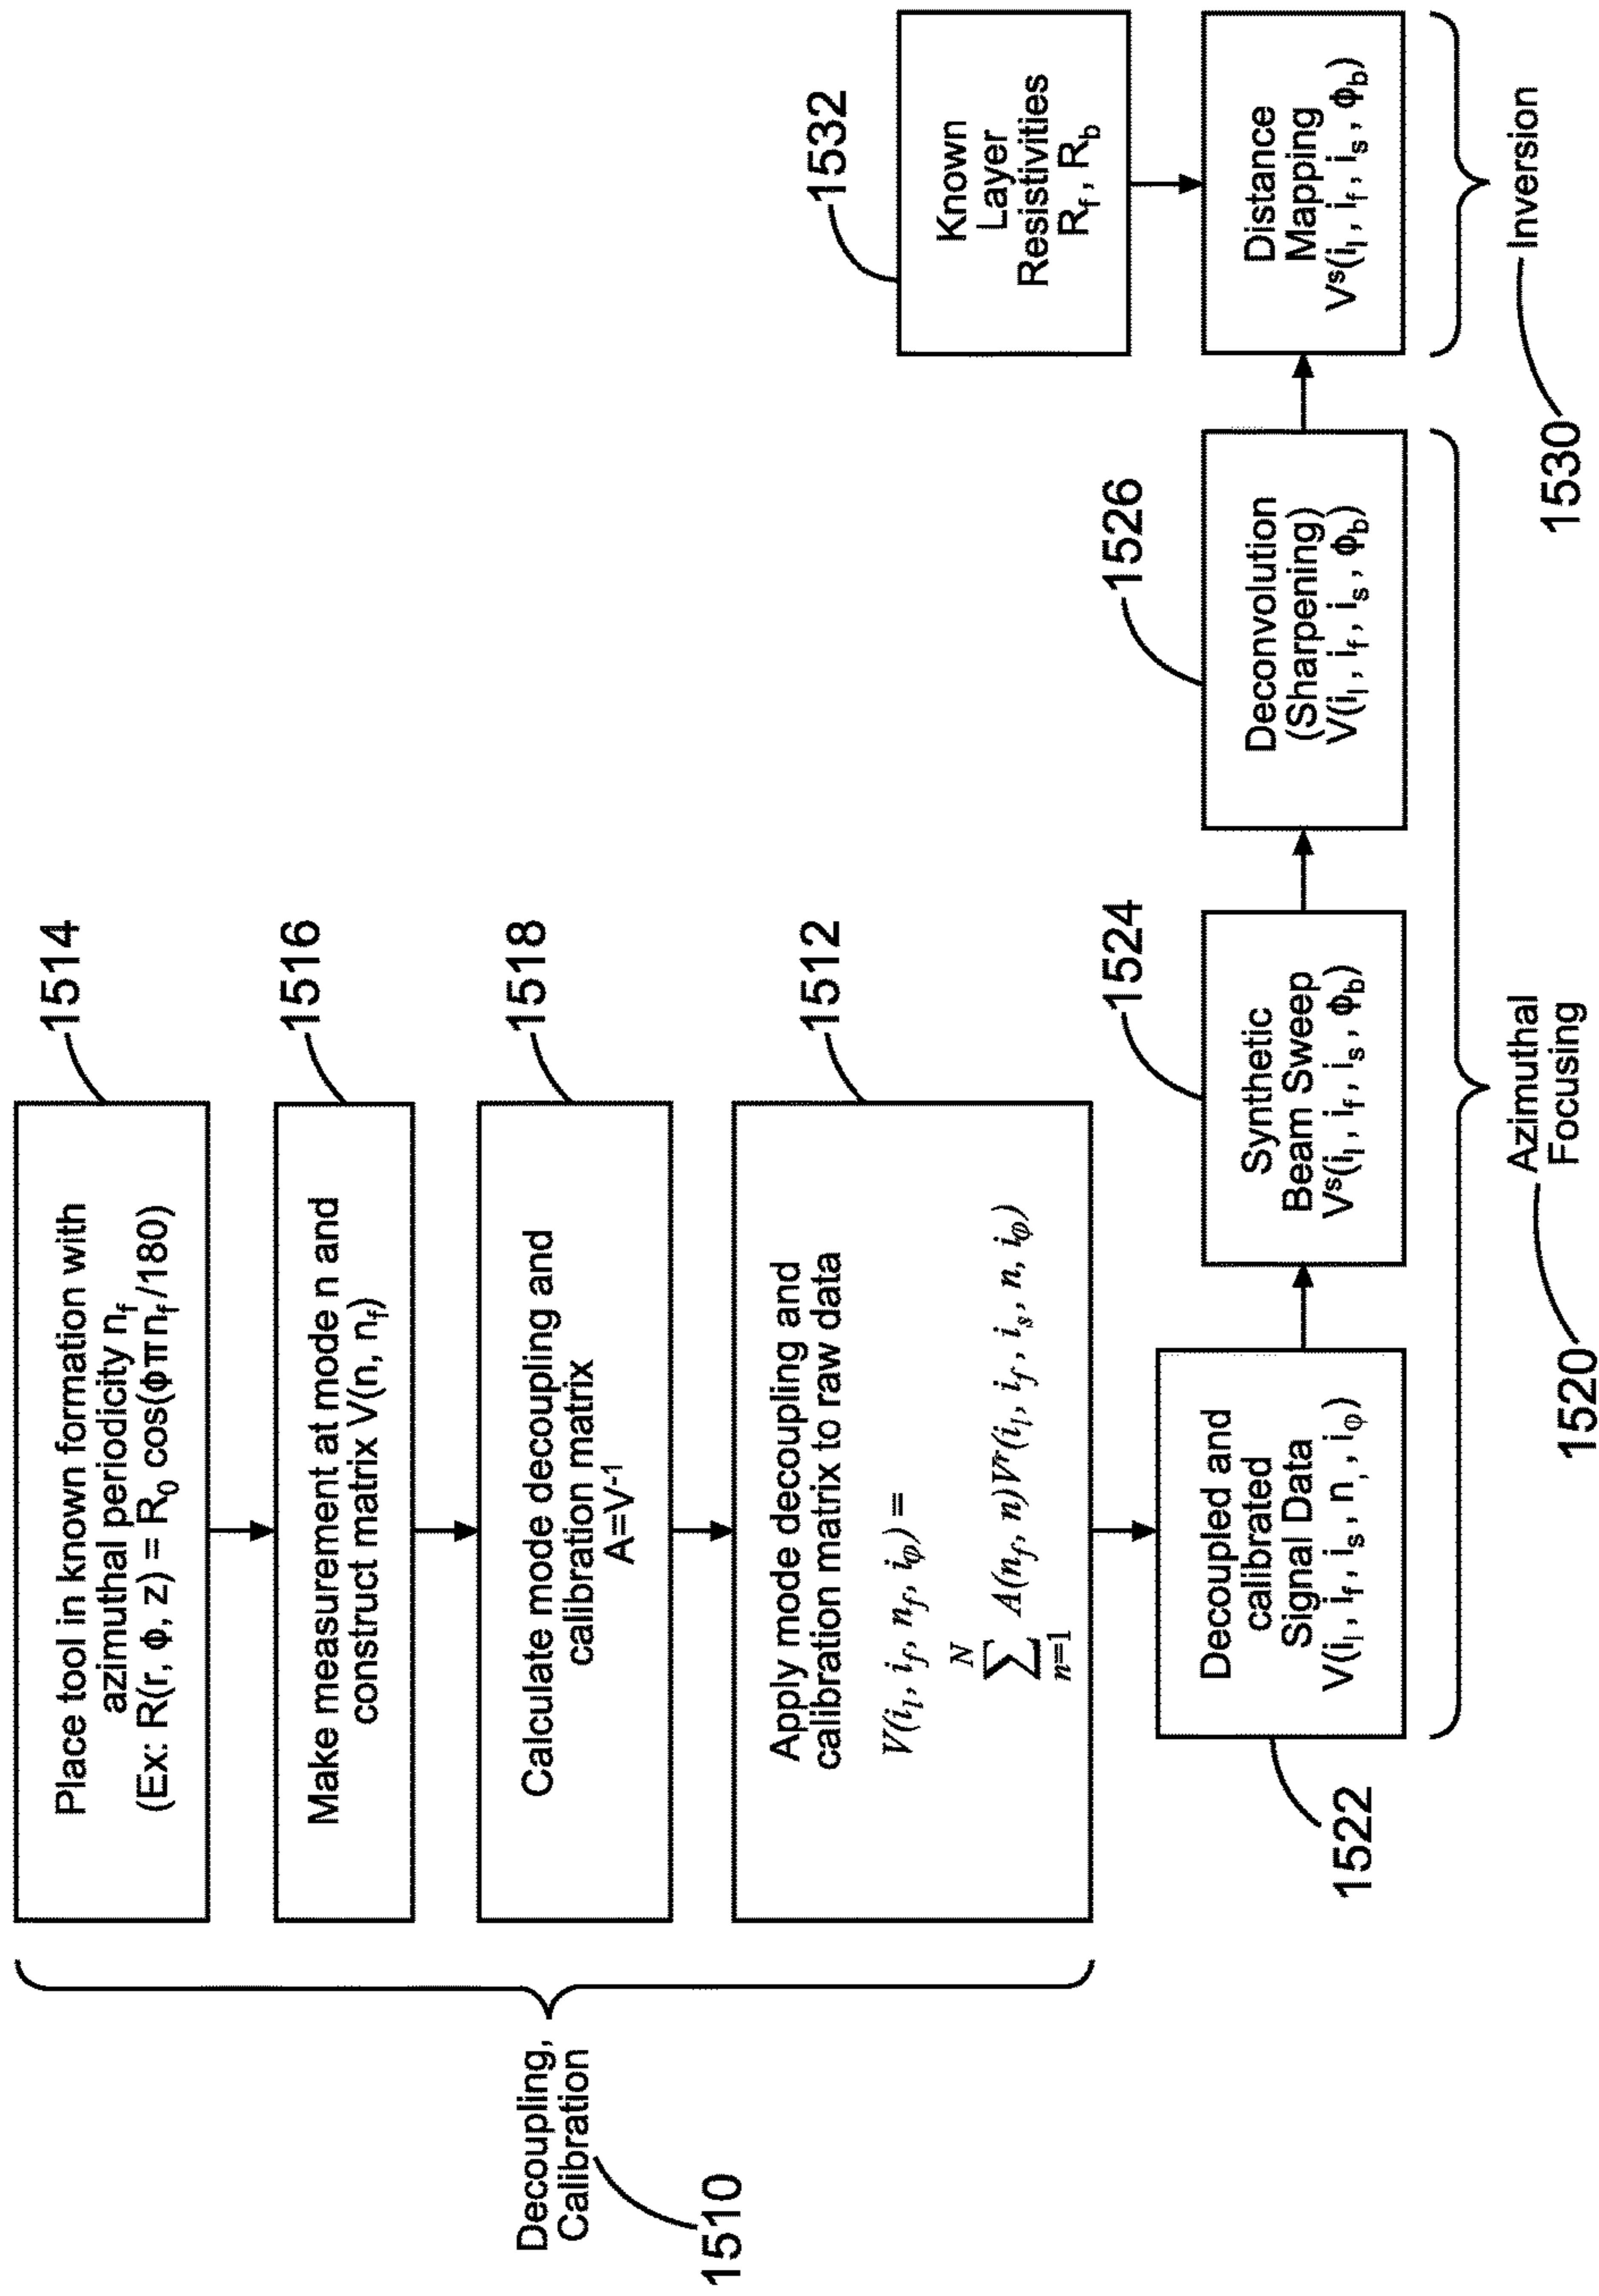 1514
Place tool in known formation with
azimuthal periodicity n_f
(Ex: R(r, ϕ, z) = R_0 cos(ϕπn_f/180)
1516
Make measurement at mode n and
construct matrix V(n, n_f)
1518
Calculate mode decoupling and
calibration matrix
A=V^-1
1512
Apply mode decoupling and
calibration matrix to raw data
V(i_l, i_f, n_f, i_φ) =
∑_{n=1}^{N} A(n_f, n)V^r(i_l, i_f, i_s, n, i_φ)
Decoupling,
Calibration
1510
1522
Decoupled and
calibrated
Signal Data
V(i_l, i_f, i_s, n, i_φ)
1524
Synthetic
Beam Sweep
V^s(i_l, i_f, i_s, ϕ_b)
1526
Deconvolution
(Sharpening)
V(i_l, i_f, i_s, ϕ_b)
1532
Known
Layer
Resistivities
R_f, R_b
Distance
Mapping
V^s(i_l, i_f, i_s, ϕ_b)
1520
Azimuthal
Focusing
1530
Inversion